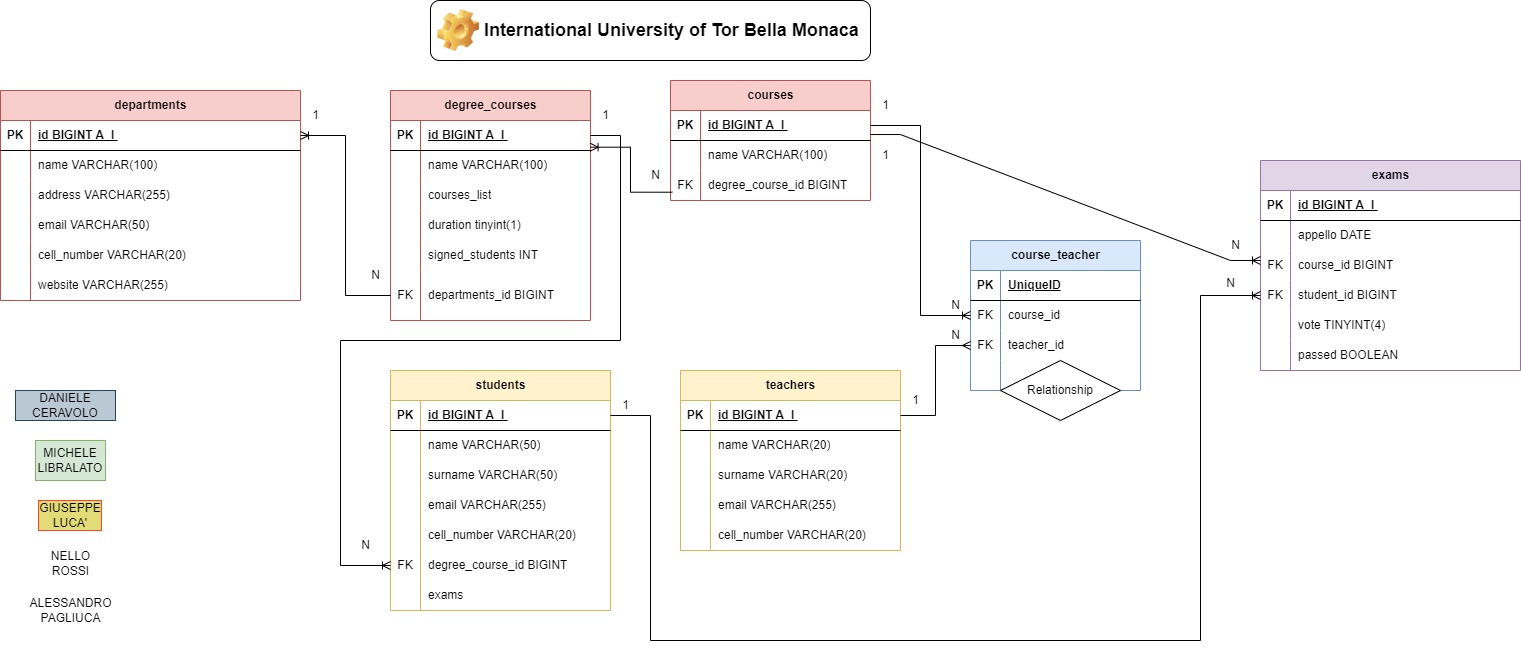 International University of Tor Bella Monaca
departments
PK id BIGINT A_I
name VARCHAR(100)
address VARCHAR(255)
email VARCHAR(50)
cell_number VARCHAR(20)
website VARCHAR(255)
1
N
degree_courses
PK id BIGINT A_I
name VARCHAR(100)
courses_list
duration tinyint(1)
signed_students INT
FK departments_id BIGINT
1
N
courses
PK id BIGINT A_I
name VARCHAR(100)
FK degree_course_id BIGINT
1
1
course_teacher
PK UniqueID
N
FK course_id
N
FK teacher_id
Relationship
exams
PK id BIGINT A_I
appello DATE
N
FK course_id BIGINT
N
FK student_id BIGINT
vote TINYINT(4)
passed BOOLEAN
students
PK id BIGINT A_I
name VARCHAR(50)
surname VARCHAR(50)
email VARCHAR(255)
cell_number VARCHAR(20)
N
FK degree_course_id BIGINT
exams
1
teachers
PK id BIGINT A_I
name VARCHAR(20)
surname VARCHAR(20)
email VARCHAR(255)
cell_number VARCHAR(20)
1
DANIELE
CERAVOLO
MICHELE
LIBRALATO
GIUSEPPE
LUCA'
NELLO
ROSSI
ALESSANDRO
PAGLIUCA